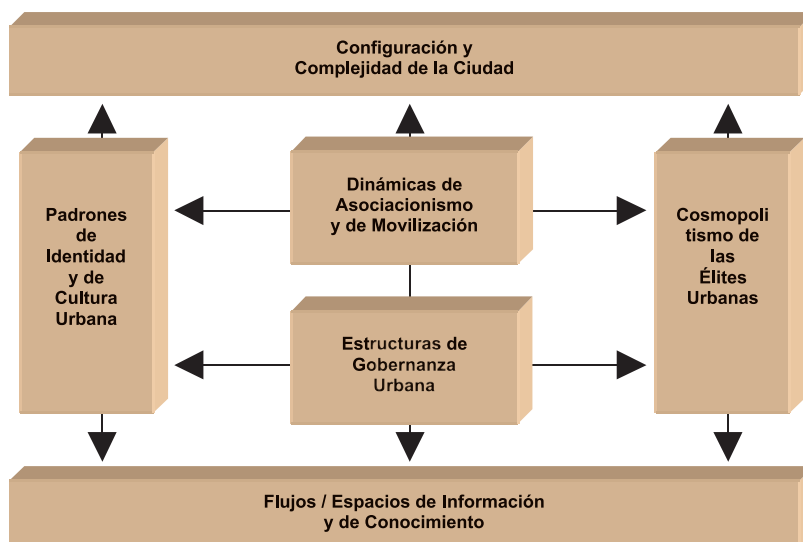 Configuración y
Complejidad de la Ciudad
Padrones
de
Identidad
y de
Cultura
Urbana
Dinámicas de
Asociacionismo
y de Movilización
Cosmopoli
tismo de
las
Élites
Urbanas
Estructuras de
Gobernanza
Urbana
Flujos / Espacios de Información
y de Conocimiento